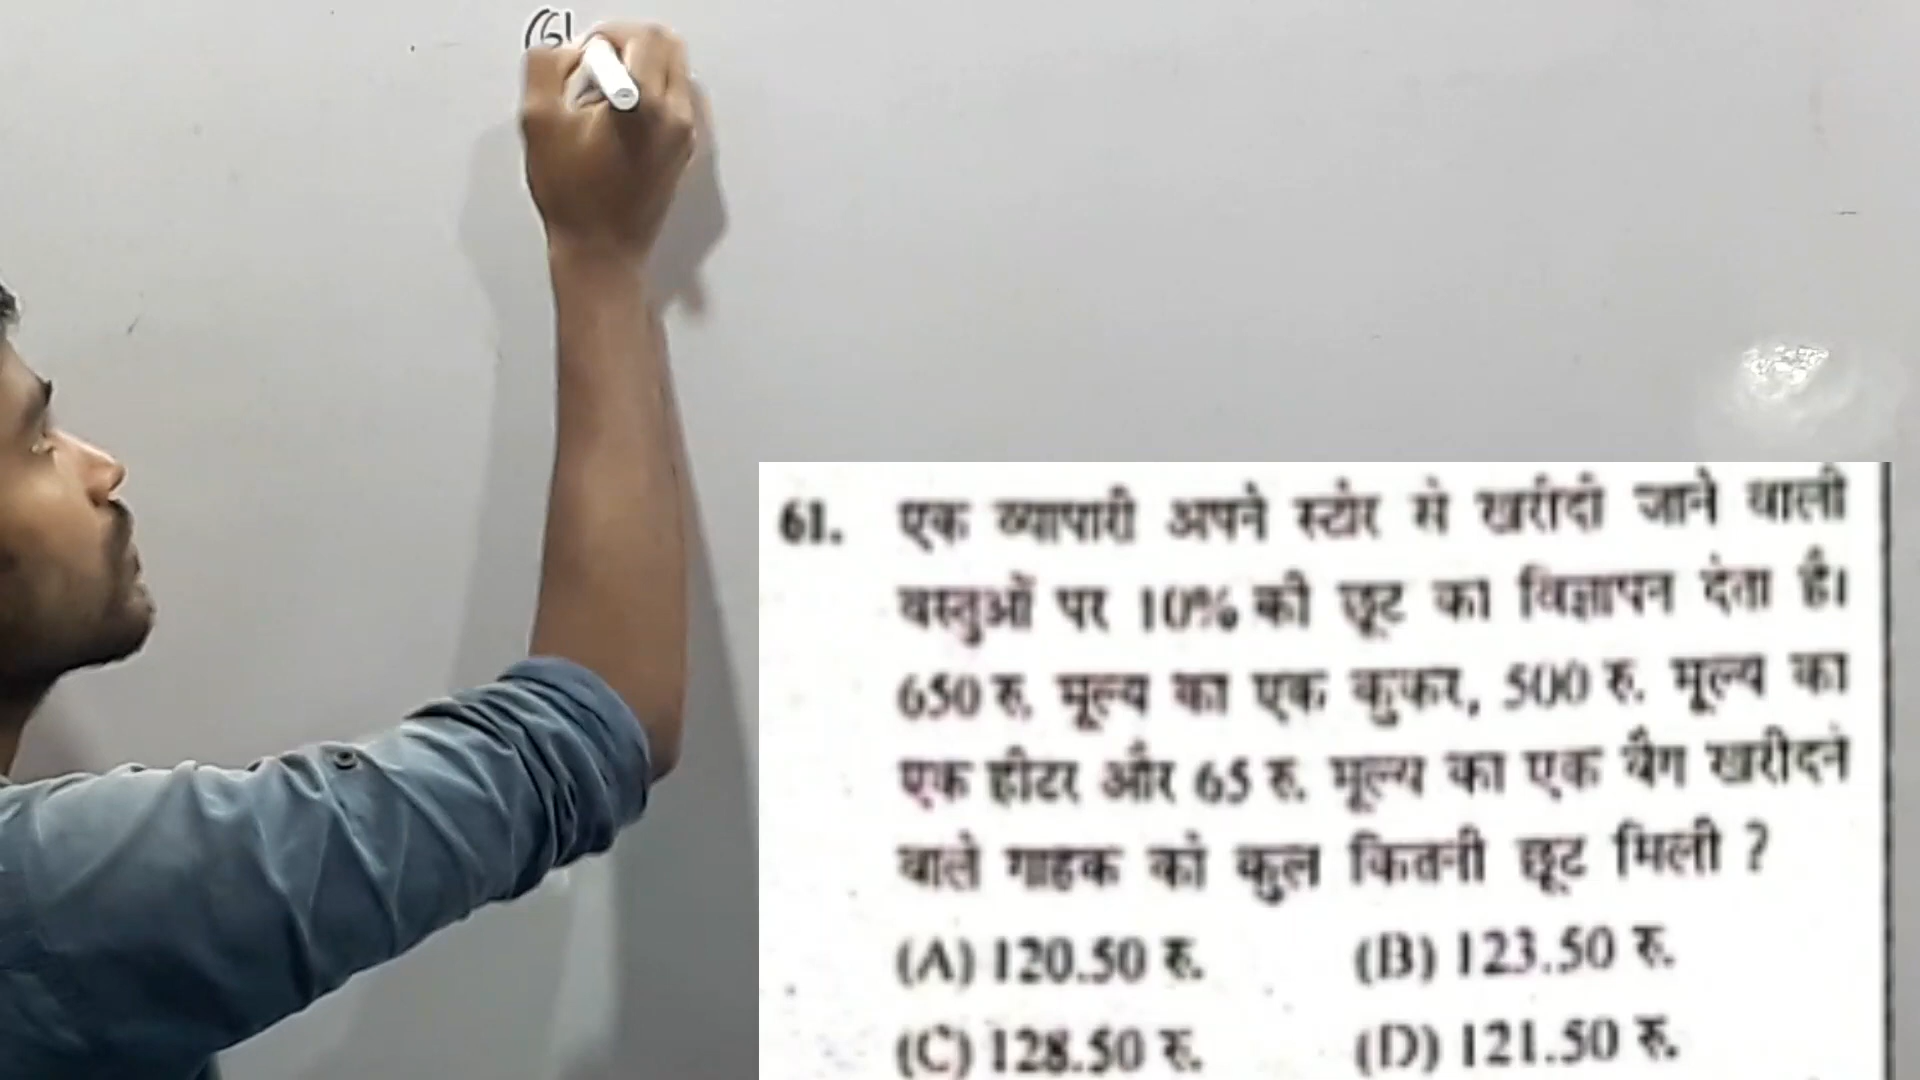 (61
61. एक व्यापारी अपने स्टोर से खरीदी जाने वाली
वस्तुओं पर 10% की छूट का विज्ञापन देता है।
650 रु. मूल्य का एक कुकर, 500 रु. मूल्य का
एक हीटर और 65 रु. मूल्य का एक बैग खरीदने
वाले गाहक को कुल कितनी छूट मिली ?
(A) 120.50 रु. (B) 123.50 रु.
(C) 128.50 रु. (D) 121.50 रु.